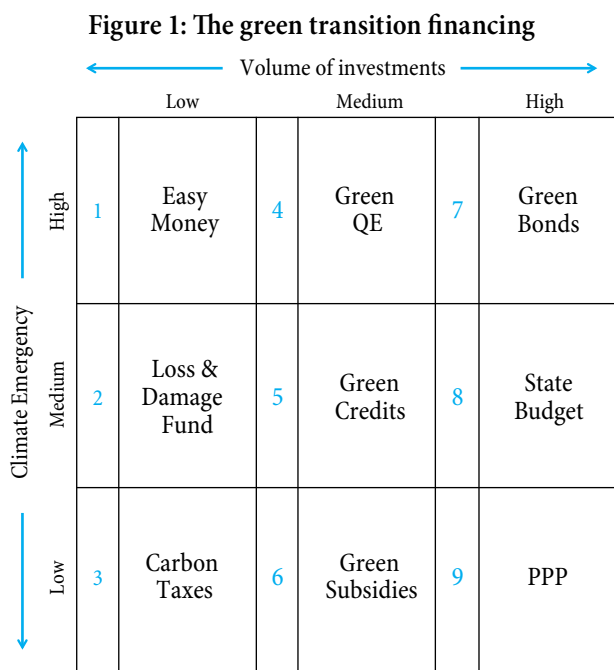 Figure 1: The green transition financing
Volume of investments
Low
Medium
High
Climate Emergency
High
1
Easy
Money
4
Green
QE
7
Green
Bonds
Medium
2
Loss &
Damage
Fund
5
Green
Credits
8
State
Budget
Low
3
Carbon
Taxes
6
Green
Subsidies
9
PPP